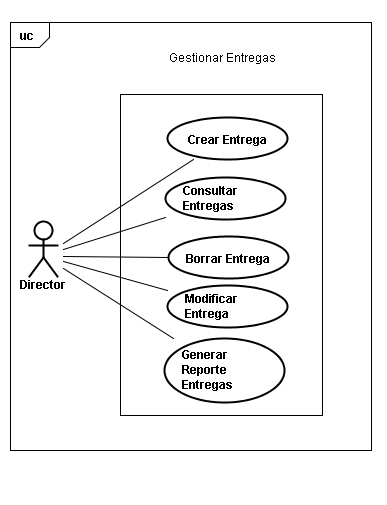 uc
Gestionar Entregas
Crear Entrega
Consultar
Entregas
Borrar Entrega
Modificar
Entrega
Generar
Reporte
Entregas
Director